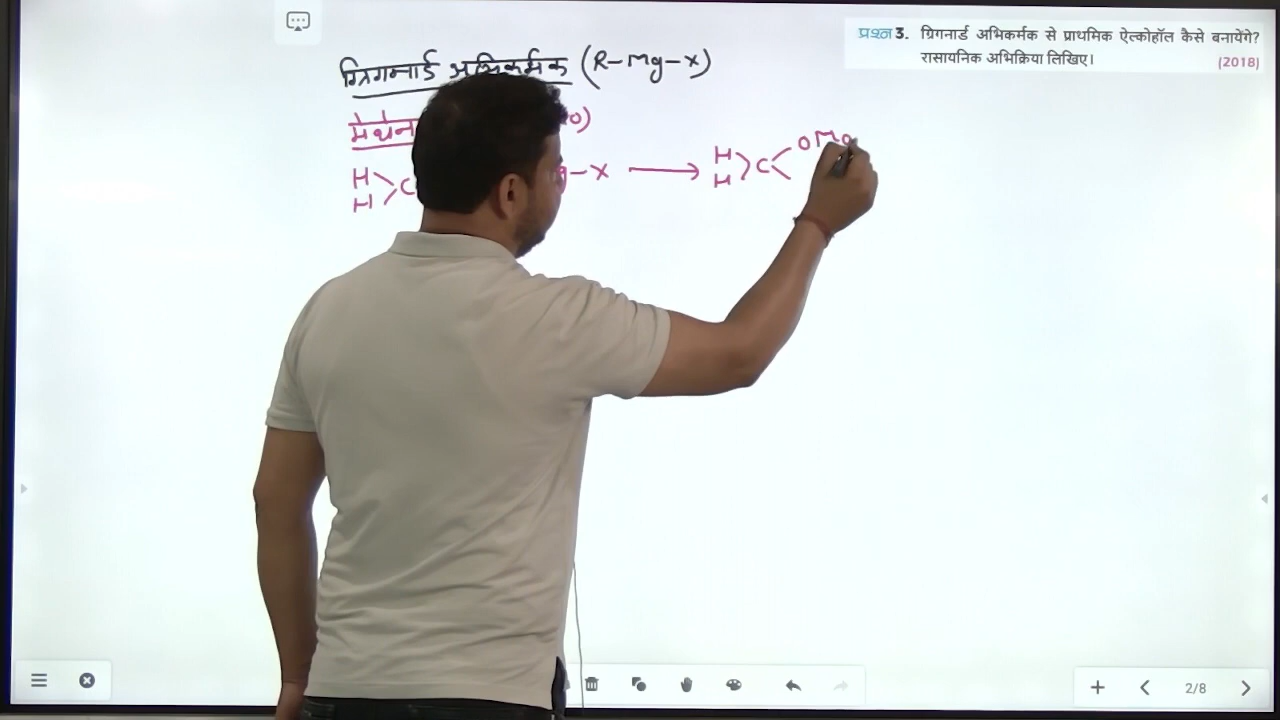 प्रश्न 3. ग्रिगनार्ड अभिकर्मक से प्राथमिक ऐल्कोहॉल कैसे बनायेंगे?
रासायनिक अभिक्रिया लिखिए। (2018)
ग्रिगनार्ड अभिकर्मक (R-Mg-X)
H
H
C
-X ⟶
H
H
C
OMg
2/8